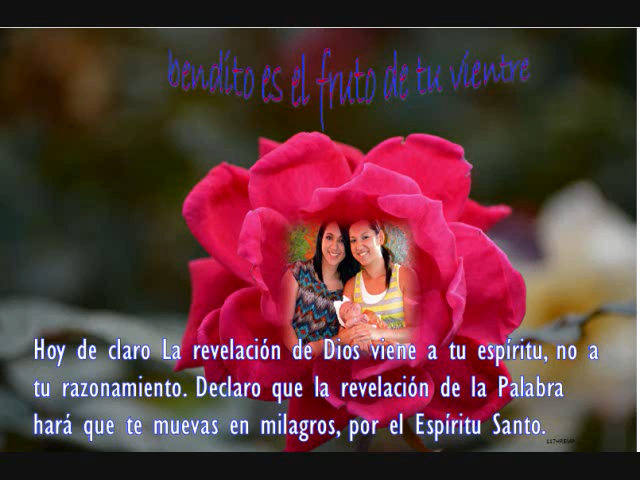 bendito es el fruto de tu vientre
Hoy de claro La revelación de Dios viene a tu espíritu, no a
tu razonamiento. Declaro que la revelación de la Palabra
hará que te muevas en milagros, por el Espíritu Santo.